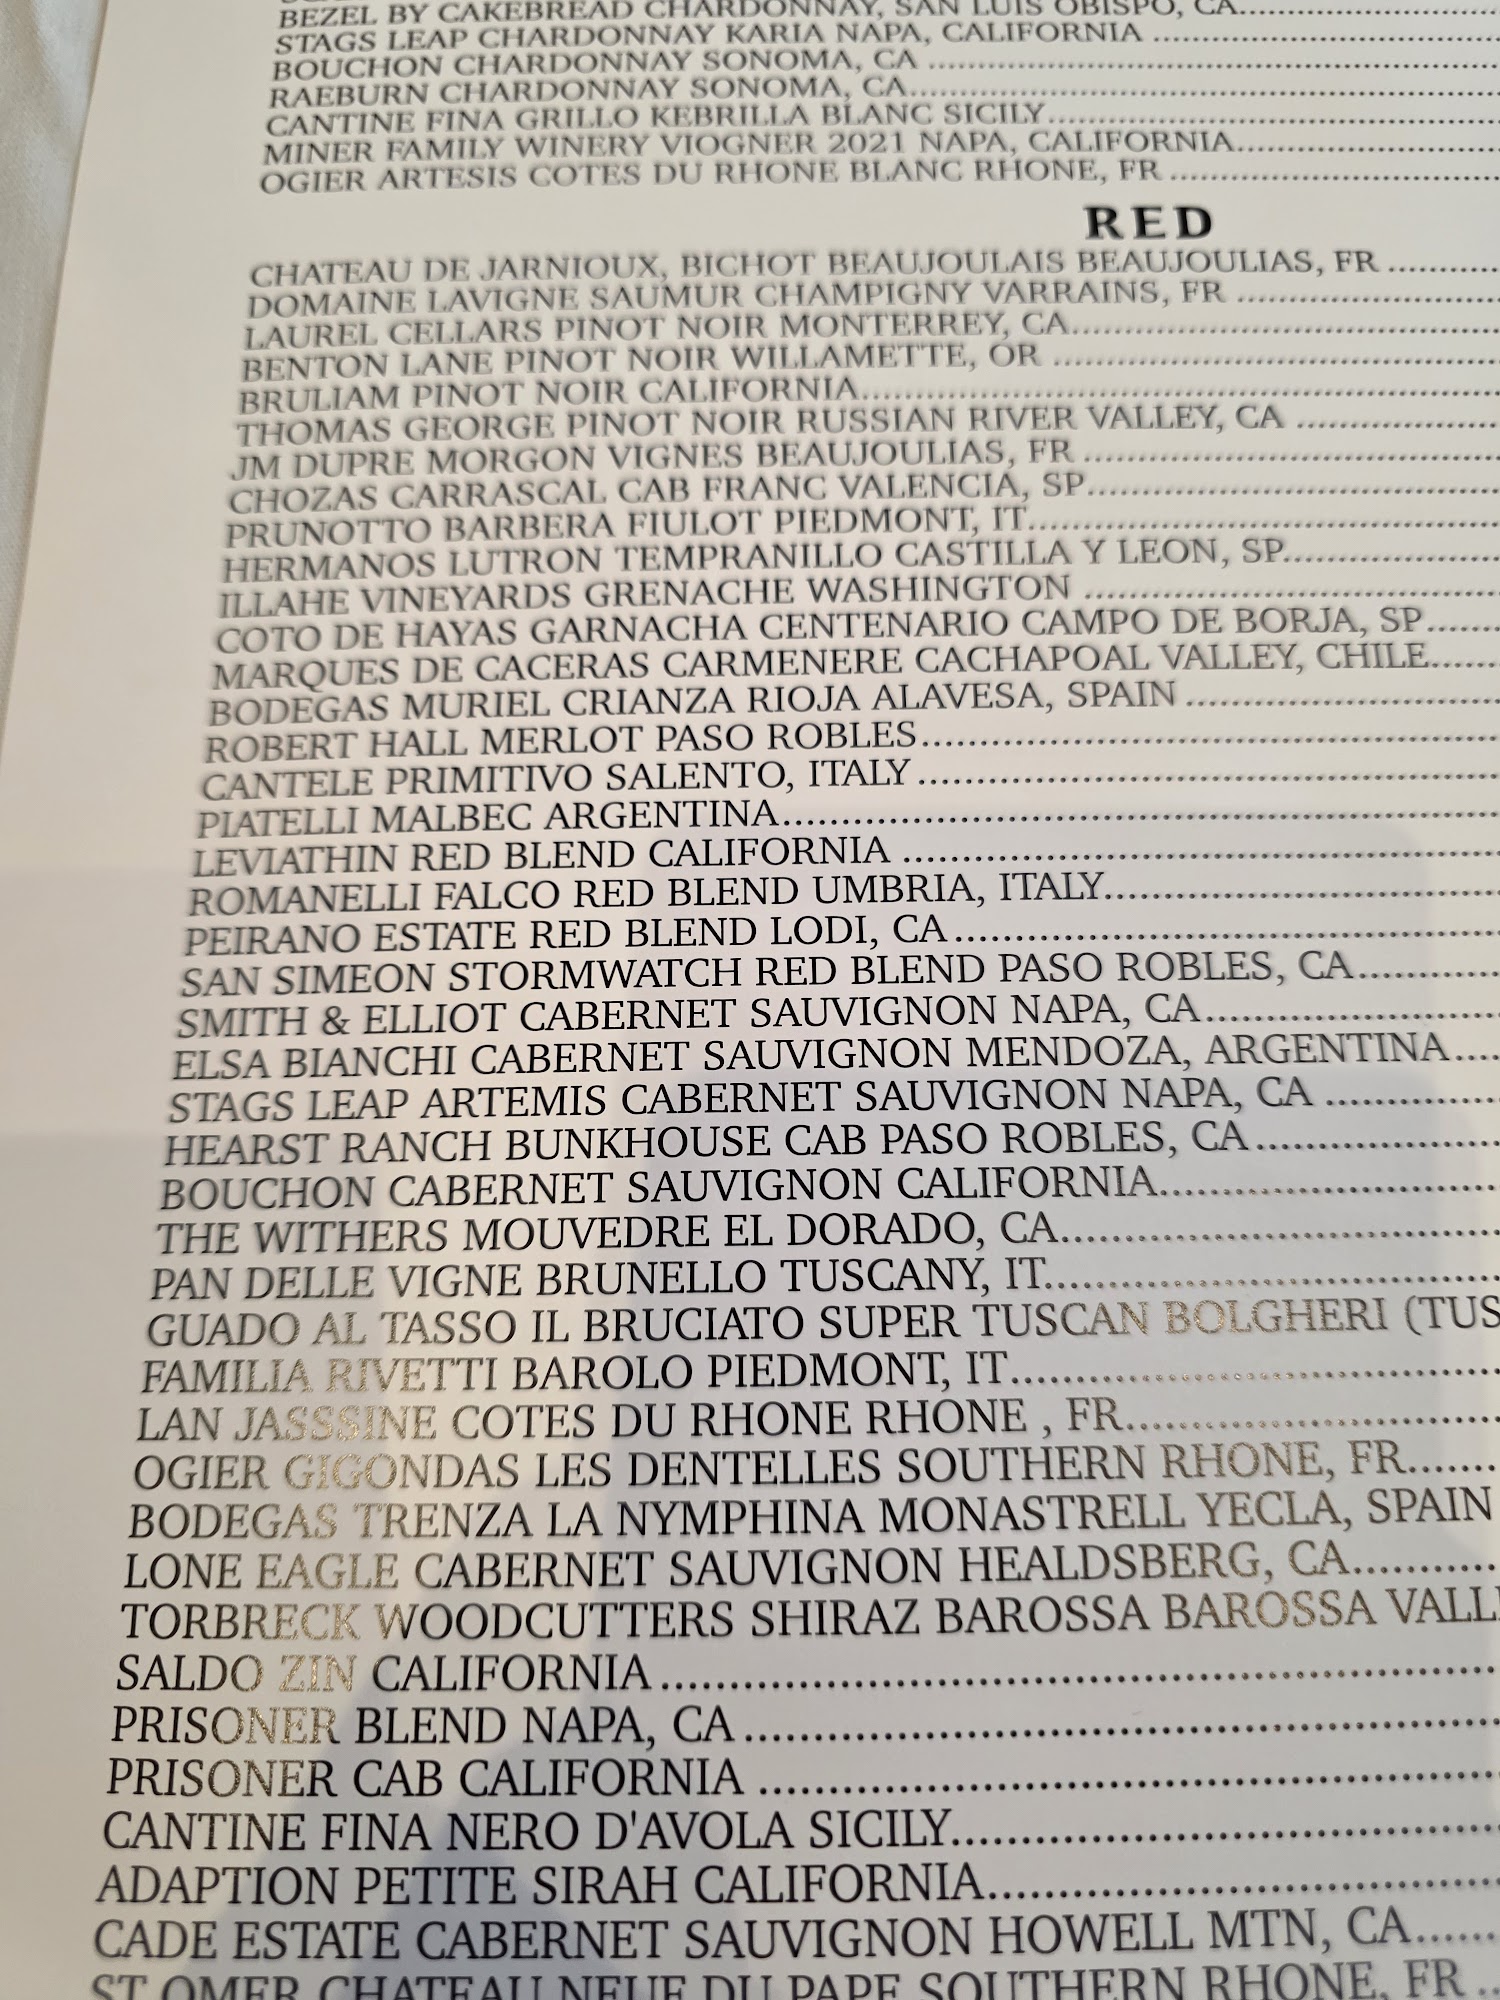 BEZEL BY CAKEBREAD CHARDONNAY, SAN LUIS OBISPO, CA
STAGS LEAP CHARDONNAY KARIA NAPA, CALIFORNIA
BOUCHON CHARDONNAY SONOMA, CA
RAEBURN CHARDONNAY SONOMA, CA
CANTINE FINA GRILLO KEBRILLA BLANC SICILY
MINER FAMILY WINERY VIOGNER 2021 NAPA, CALIFORNIA
OGIER ARTESIS COTES DU RHONE BLANC RHONE, FR
RED
CHATEAU DE JARNIOUX, BICHOT BEAUJOULAIS BEAUJOULIAS, FR
DOMAINE LAVIGNE SAUMUR CHAMPIGNY VARRAINS, FR
LAUREL CELLARS PINOT NOIR MONTERREY, CA
BENTON LANE PINOT NOIR WILLAMETTE, OR
BRULIAM PINOT NOIR CALIFORNIA
THOMAS GEORGE PINOT NOIR RUSSIAN RIVER VALLEY, CA
JM DUPRE MORGON VIGNES BEAUJOULIAS, FR
CHOZAS CARRASCAL CAB FRANC VALENCIA, SP
PRUNOTTO BARBERA FIULOT PIEDMONT, IT
HERMANOS LUTRON TEMPRANILLO CASTILLA Y LEON, SP
ILLAHE VINEYARDS GRENACHE WASHINGTON
COTO DE HAYAS GARNACHA CENTENARIO CAMPO DE BORJA, SP
MARQUES DE CACERAS CARMENERE CACHAPOAL VALLEY, CHILE
BODEGAS MURIEL CRIANZA RIOJA ALAVESA, SPAIN
ROBERT HALL MERLOT PASO ROBLES
CANTELE PRIMITIVO SALENTO, ITALY
PIATELLI MALBEC ARGENTINA
LEVIATHIN RED BLEND CALIFORNIA
ROMANELLI FALCO RED BLEND UMBRIA, ITALY
PEIRANO ESTATE RED BLEND LODI, CA
SAN SIMEON STORMWATCH RED BLEND PASO ROBLES, CA
SMITH & ELLIOT CABERNET SAUVIGNON NAPA, CA
ELSA BIANCHI CABERNET SAUVIGNON MENDOZA, ARGENTINA
STAGS LEAP ARTEMIS CABERNET SAUVIGNON NAPA, CA
HEARST RANCH BUNKHOUSE CAB PASO ROBLES, CA
BOUCHON CABERNET SAUVIGNON CALIFORNIA
THE WITHERS MOUVEDRE EL DORADO, CA
PAN DELLE VIGNE BRUNELLO TUSCANY, IT
GUADO AL TASSO IL BRUCIATO SUPER TUSCAN BOLGHERI (TUS
FAMILIA RIVETTI BAROLO PIEDMONT, IT
LAN JASSSINE COTES DU RHONE RHONE , FR
OGIER GIGONDAS LES DENTELLES SOUTHERN RHONE, FR
BODEGAS TRENZA LA NYMPHINA MONASTRELL YECLA, SPAIN
LONE EAGLE CABERNET SAUVIGNON HEALDSBERG, CA
TORBRECK WOODCUTTERS SHIRAZ BAROSSA BAROSSA VALL
SALDO ZIN CALIFORNIA
PRISONER BLEND NAPA, CA
PRISONER CAB CALIFORNIA
CANTINE FINA NERO D'AVOLA SICILY
ADAPTION PETITE SIRAH CALIFORNIA
CADE ESTATE CABERNET SAUVIGNON HOWELL MTN, CA
ST OMER CHATEAU NEUF DU PAPE SOUTHERN RHONE, FR